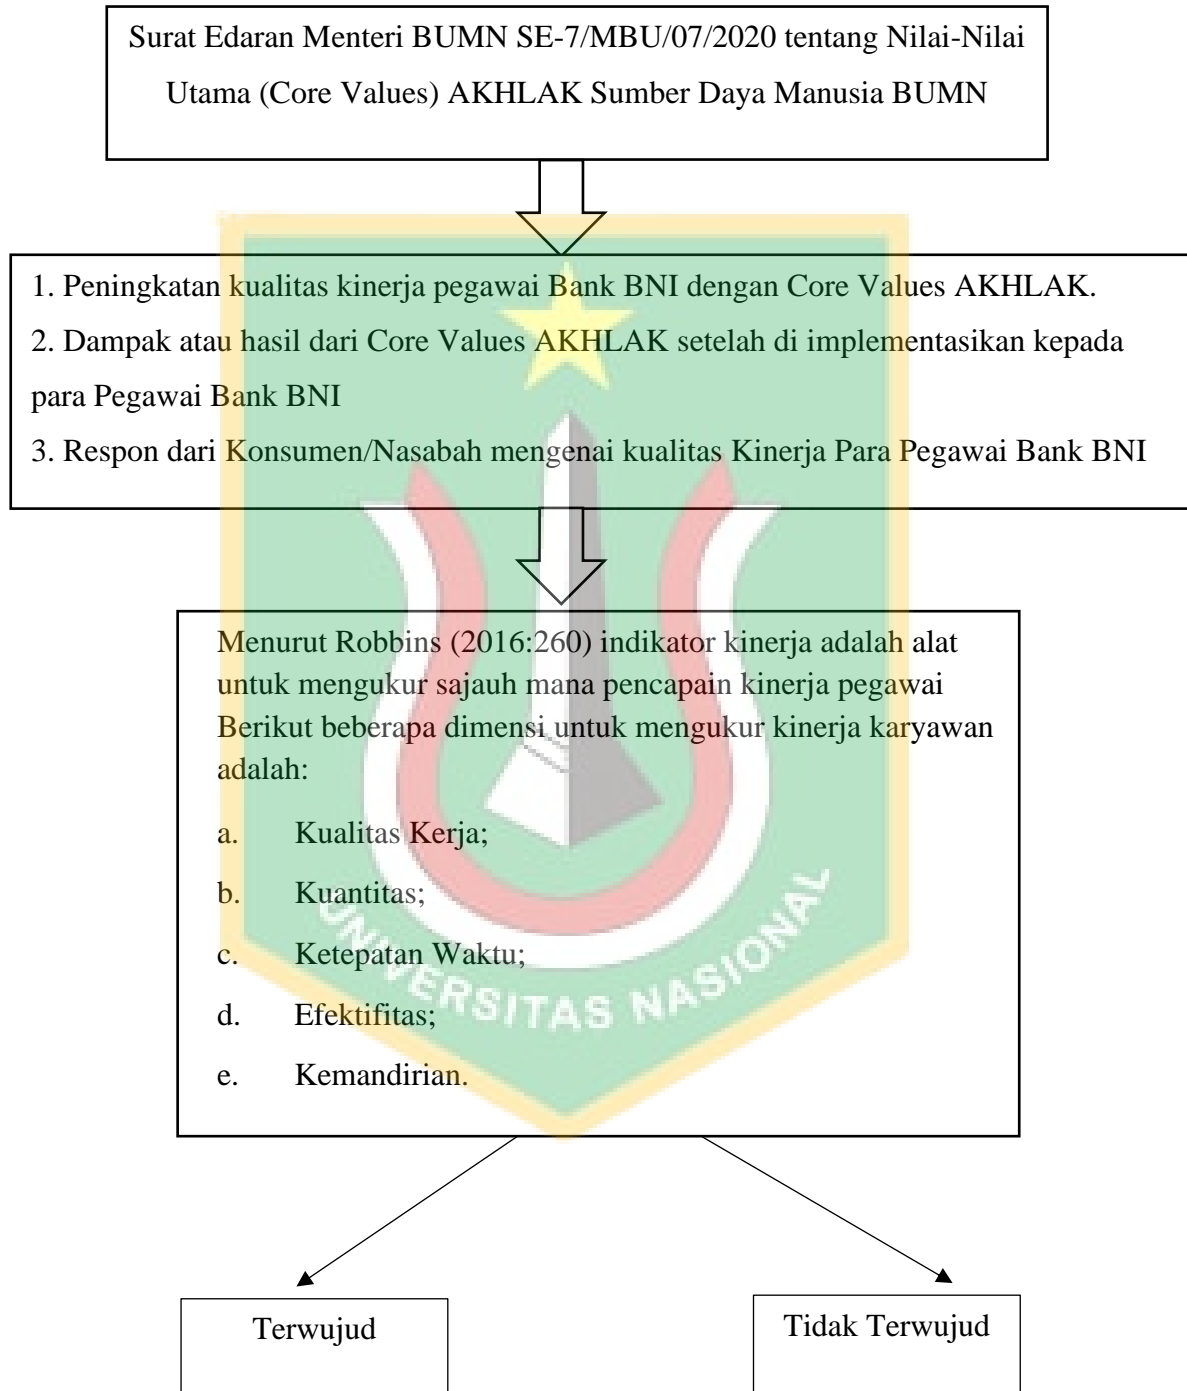 Surat Edaran Menteri BUMN SE-7/MBU/07/2020 tentang Nilai-Nilai
Utama (Core Values) AKHLAK Sumber Daya Manusia BUMN
1. Peningkatan kualitas kinerja pegawai Bank BNI dengan Core Values AKHLAK.
2. Dampak atau hasil dari Core Values AKHLAK setelah di implementasikan kepada
para Pegawai Bank BNI
3. Respon dari Konsumen/Nasabah mengenai kualitas Kinerja Para Pegawai Bank BNI
Menurut Robbins (2016:260) indikator kinerja adalah alat
untuk mengukur sajauh mana pencapain kinerja pegawai
Berikut beberapa dimensi untuk mengukur kinerja karyawan
adalah:
a. Kualitas Kerja;
b. Kuantitas;
c. Ketepatan Waktu;
d. Efektifitas;
e. Kemandirian.
UNIVERSITAS NASIONAL
Terwujud
Tidak Terwujud